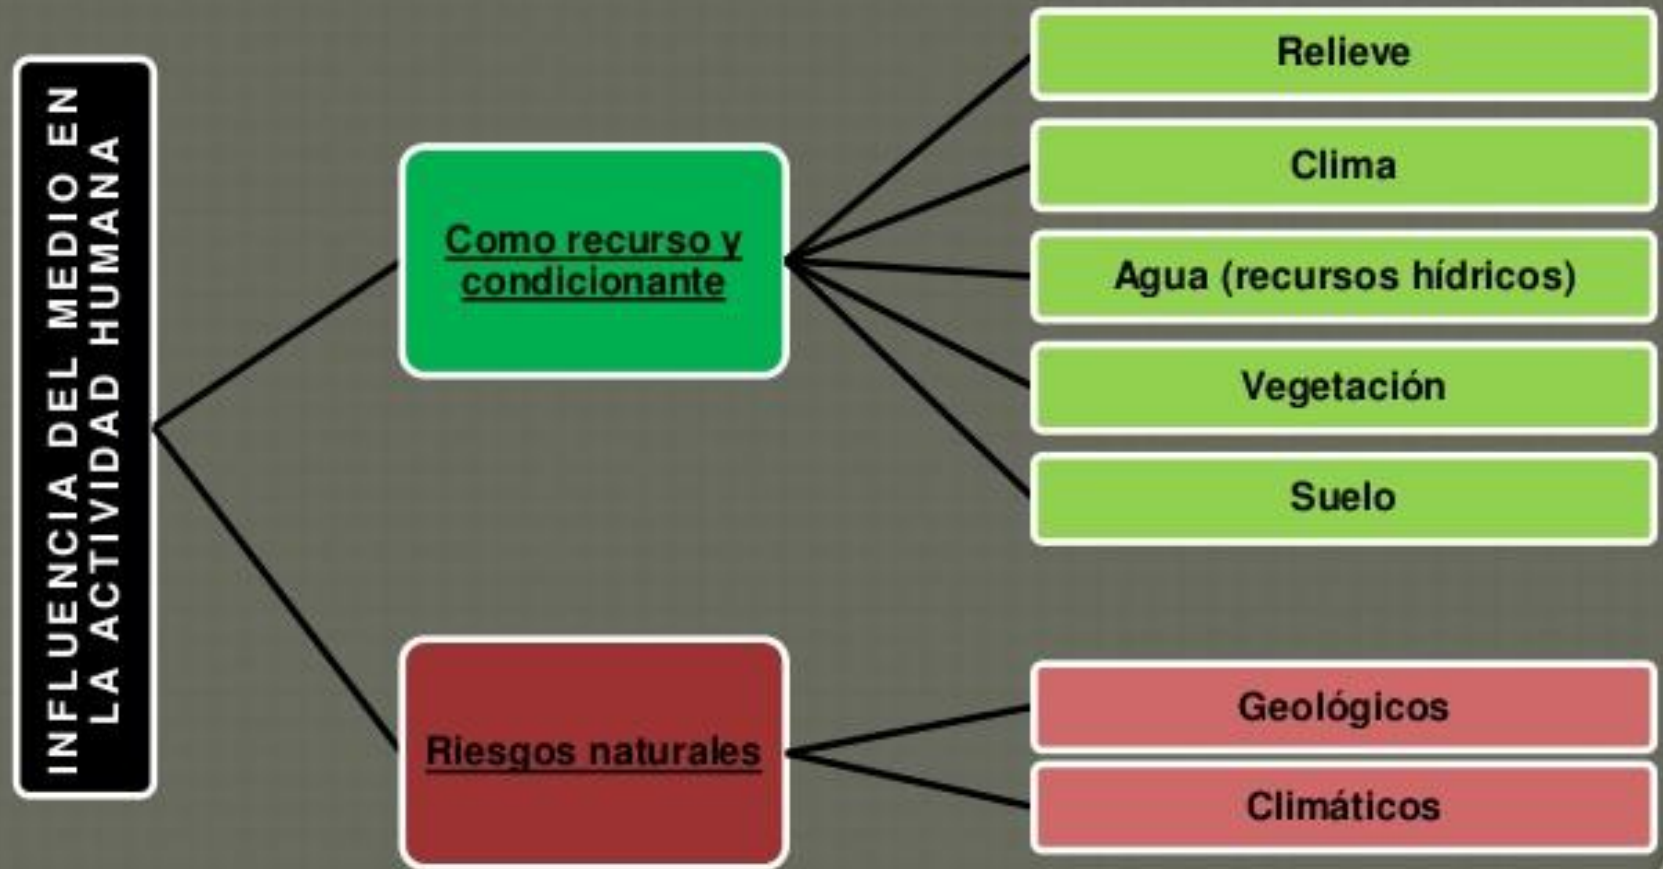 INFLUENCIA DEL MEDIO EN
LA ACTIVIDAD HUMANA
Como recurso y
condicionante
Relieve
Clima
Agua (recursos hídricos)
Vegetación
Suelo
Riesgos naturales
Geológicos
Climáticos